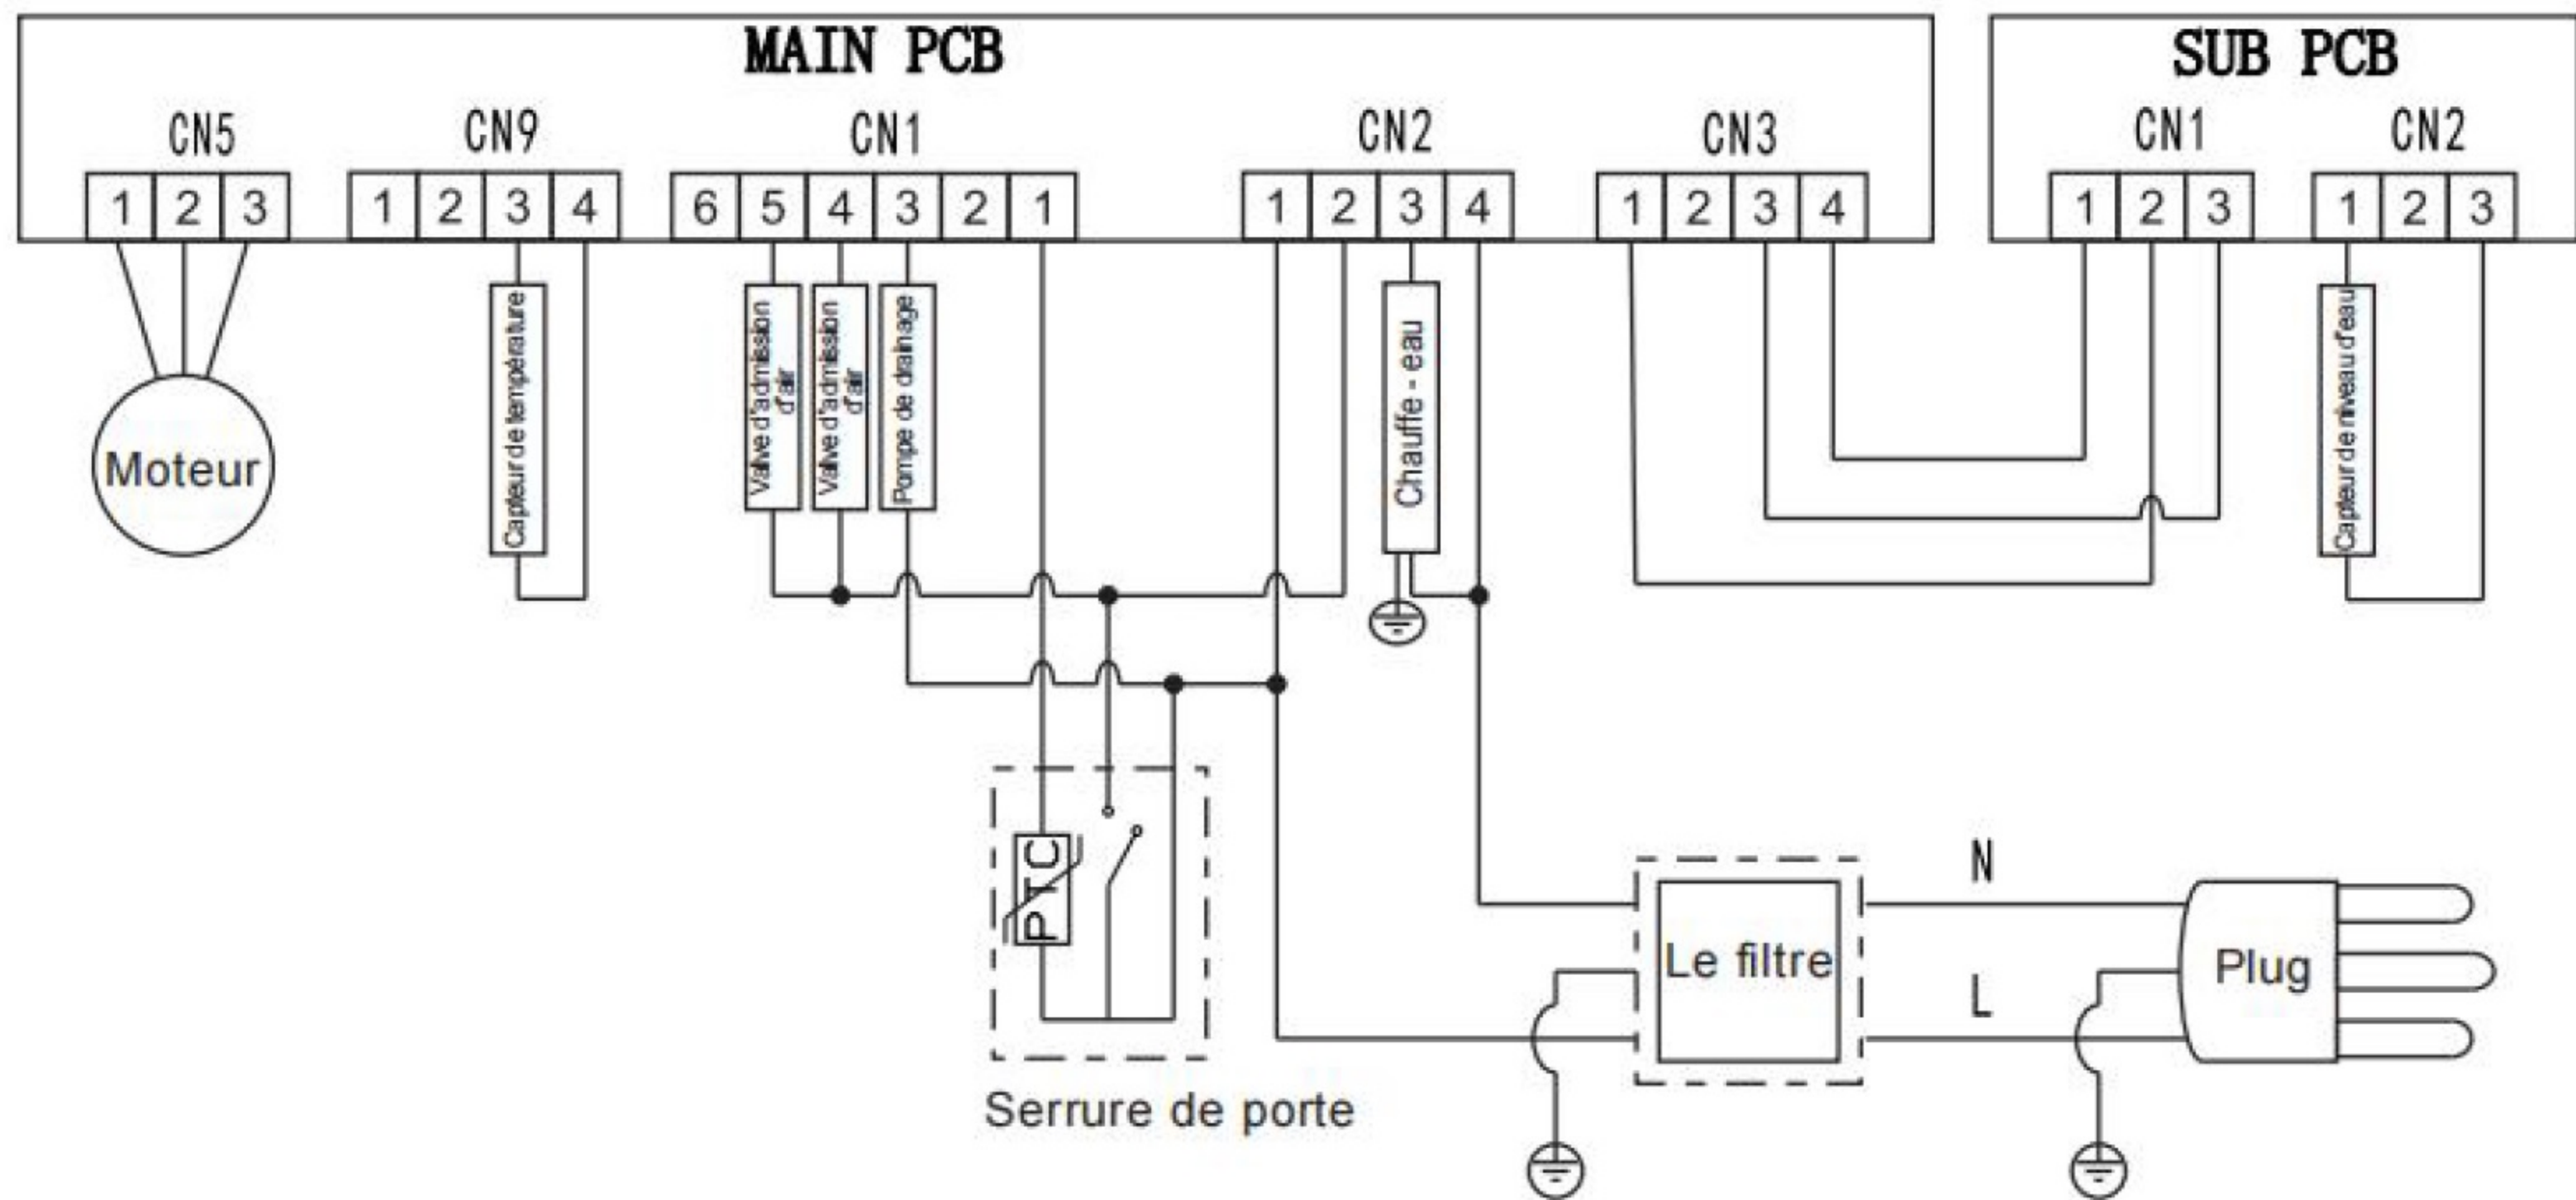 MAIN PCB
SUB PCB
CN5
CN9
CN1
CN2
CN3
CN1
CN2
1 2 3
1 2 3 4
6 5 4 3 2 1
1 2 3 4
1 2 3 4
1 2 3
1 2 3
Moteur
Capteur de température
Valve d'admission
d'air
Valve d'admission
d'air
Pompe de drainage
Chauffe - eau
Capteur de niveau d'eau
PTC
Serrure de porte
N
L
Le filtre
Plug